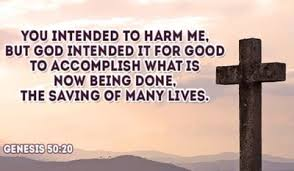 YOU INTENDED TO HARM ME,
BUT GOD INTENDED IT FOR GOOD
TO ACCOMPLISH WHAT IS
NOW BEING DONE,
THE SAVING OF MANY LIVES.
GENESIS 50:20